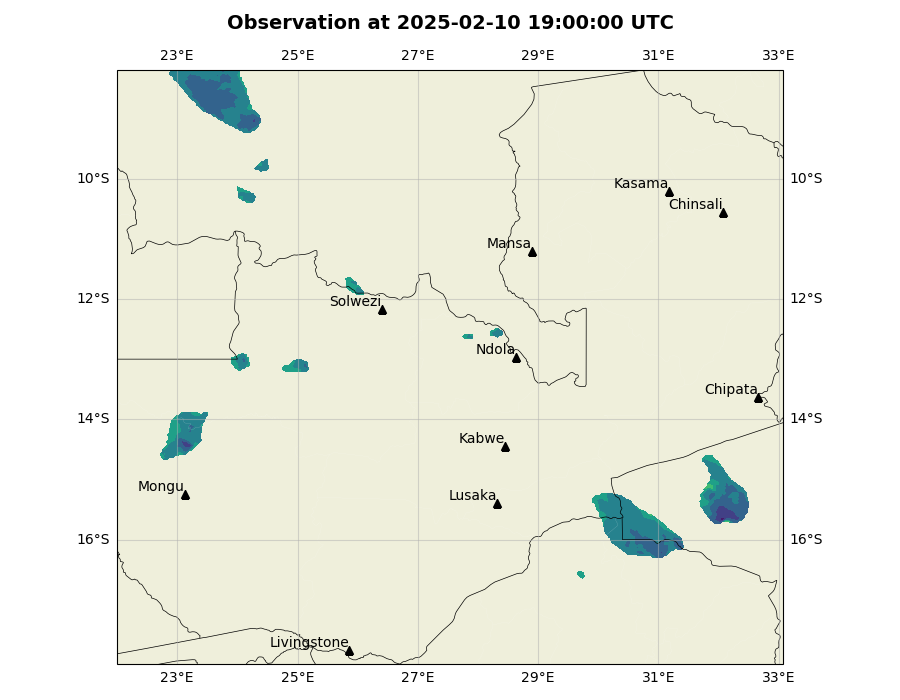 Observation at 2025-02-10 19:00:00 UTC
23°E 25°E 27°E 29°E 31°E 33°E
10°S 10°S
Kasama
Chinsali
Mansa
12°S 12°S
Solwezi
Ndola
Chipata
14°S 14°S
Kabwe
Mongu
Lusaka
16°S 16°S
Livingstone
23°E 25°E 27°E 29°E 31°E 33°E